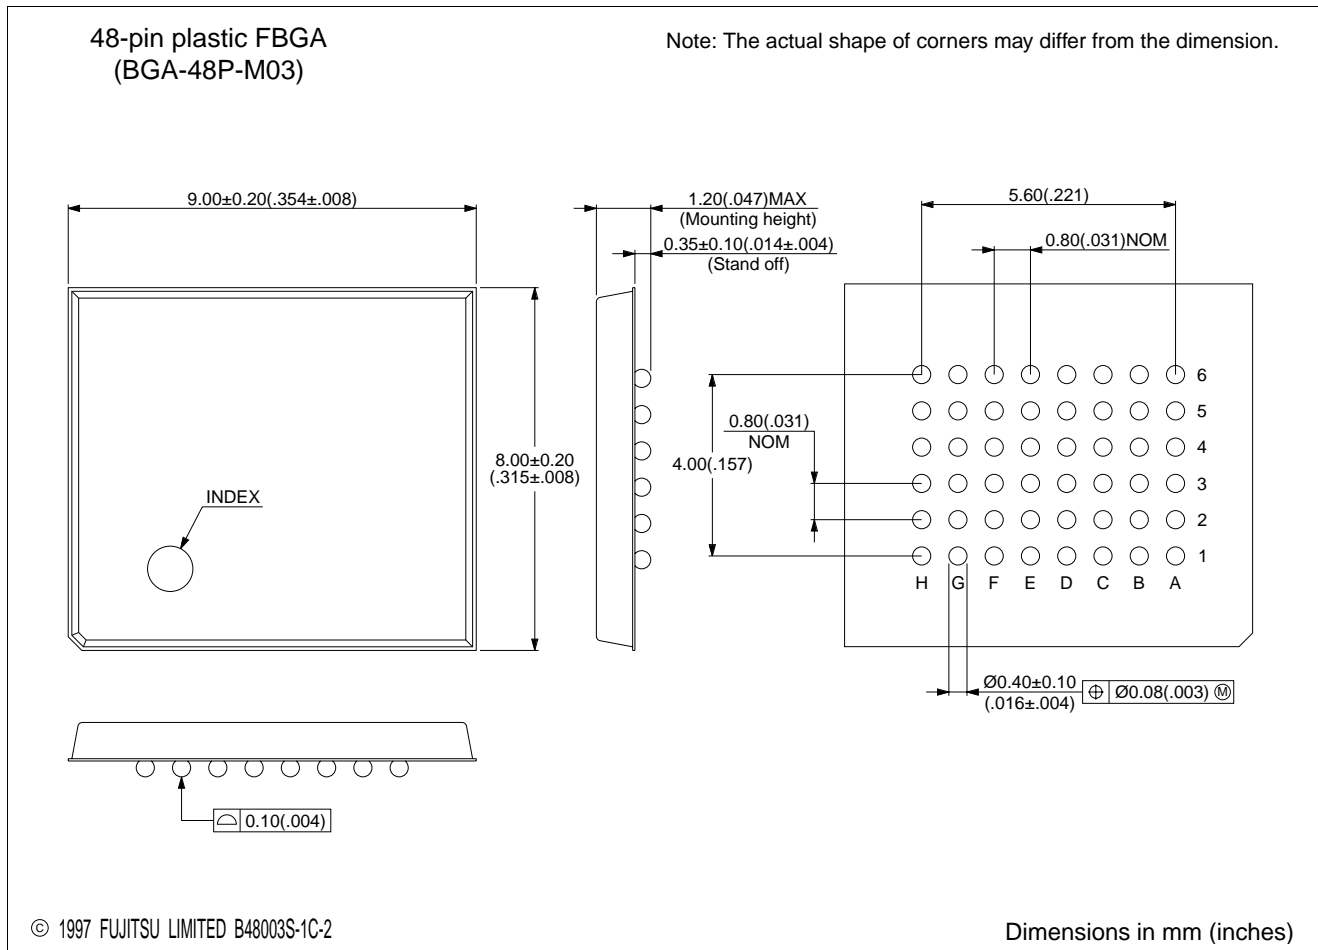 48-pin plastic FBGA
(BGA-48P-M03)
Note: The actual shape of corners may differ from the dimension.
9.00±0.20(.354±.008)
1.20(.047)MAX
(Mounting height)
0.35±0.10(.014±.004)
(Stand off)
5.60(.221)
0.80(.031)NOM
8.00±0.20
(.315±.008)
INDEX
0.80(.031)
NOM
4.00(.157)
6
5
4
3
2
1
H G F E D C B A
Ø0.40±0.10
(.016±.004)
⌖ Ø0.08(.003) Ⓜ
⌓ 0.10(.004)
© 1997 FUJITSU LIMITED B48003S-1C-2
Dimensions in mm (inches)